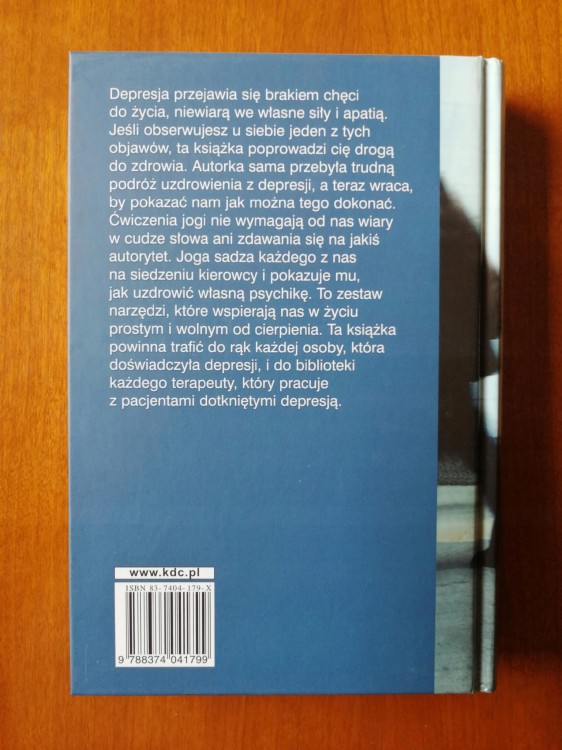 Depresja przejawia się brakiem chęci
do życia, niewiarą we własne siły i apatią.
Jeśli obserwujesz u siebie jeden z tych
objawów, ta książka poprowadzi cię drogą
do zdrowia. Autorka sama przebyła trudną
podróż uzdrowienia z depresji, a teraz wraca,
by pokazać nam jak można tego dokonać.
Ćwiczenia jogi nie wymagają od nas wiary
w cudze słowa ani zdawania się na jakiś
autorytet. Joga sadza każdego z nas
na siedzeniu kierowcy i pokazuje mu,
jak uzdrowić własną psychikę. To zestaw
narzędzi, które wspierają nas w życiu
prostym i wolnym od cierpienia. Ta książka
powinna trafić do rąk każdej osoby, która
doświadczyła depresji, i do biblioteki
każdego terapeuty, który pracuje
z pacjentami dotkniętymi depresją.
www.kdc.pl
ISBN 83-7404-179-X
9 788374 041799